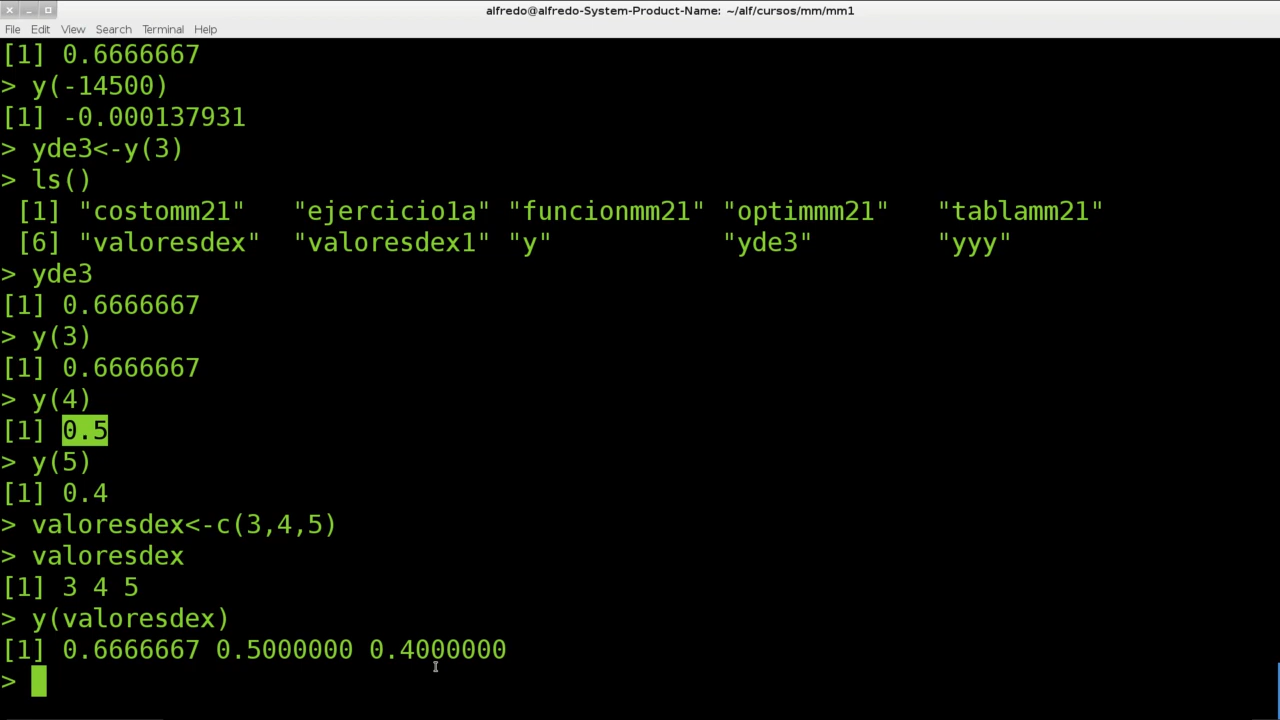 alfredo@alfredo-System-Product-Name: ~/alf/cursos/mm/mm1
File Edit View Search Terminal Help
[1] 0.6666667
> y(-14500)
[1] -0.000137931
> yde3<-y(3)
> ls()
[1] "costomm21" "ejercicio1a" "funcionmm21" "optimmm21" "tablamm21"
[6] "valoresdex" "valoresdex1" "y" "yde3" "yyy"
> yde3
[1] 0.6666667
> y(3)
[1] 0.6666667
> y(4)
[1] 0.5
> y(5)
[1] 0.4
> valoresdex<-c(3,4,5)
> valoresdex
[1] 3 4 5
> y(valoresdex)
[1] 0.6666667 0.5000000 0.4000000
>